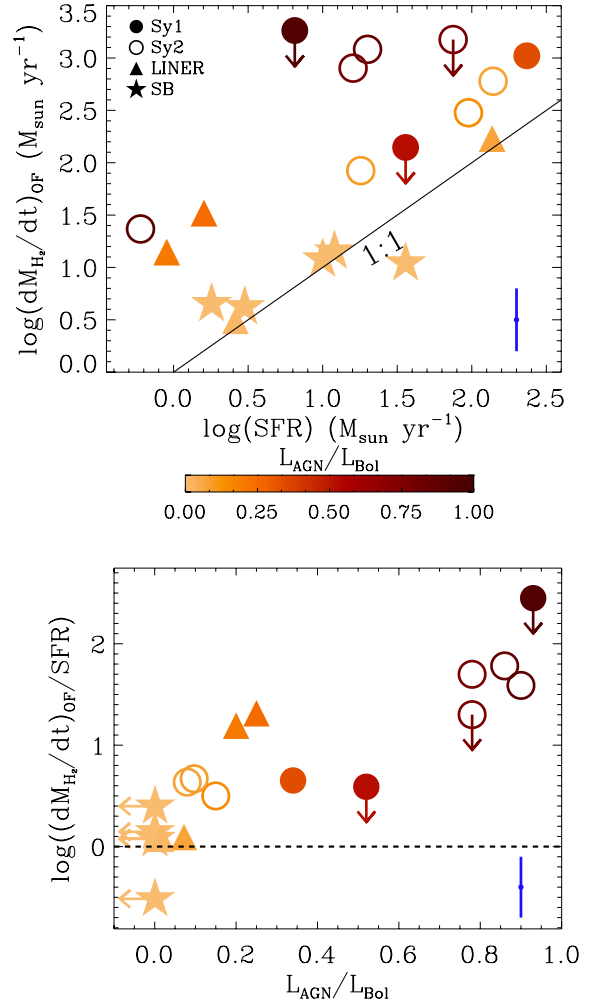 log(dM_H₂/dt)_OF (M_sun yr⁻¹)
3.5
3.0
2.5
2.0
1.5
1.0
0.5
0.0
Sy1
Sy2
LINER
SB
1:1
0.0 0.5 1.0 1.5 2.0 2.5
log(SFR) (M_sun yr⁻¹)
L_AGN/L_Bol
0.00 0.25 0.50 0.75 1.00
log((dM_H₂/dt)_OF/SFR)
2
1
0
0.0 0.2 0.4 0.6 0.8 1.0
L_AGN/L_Bol